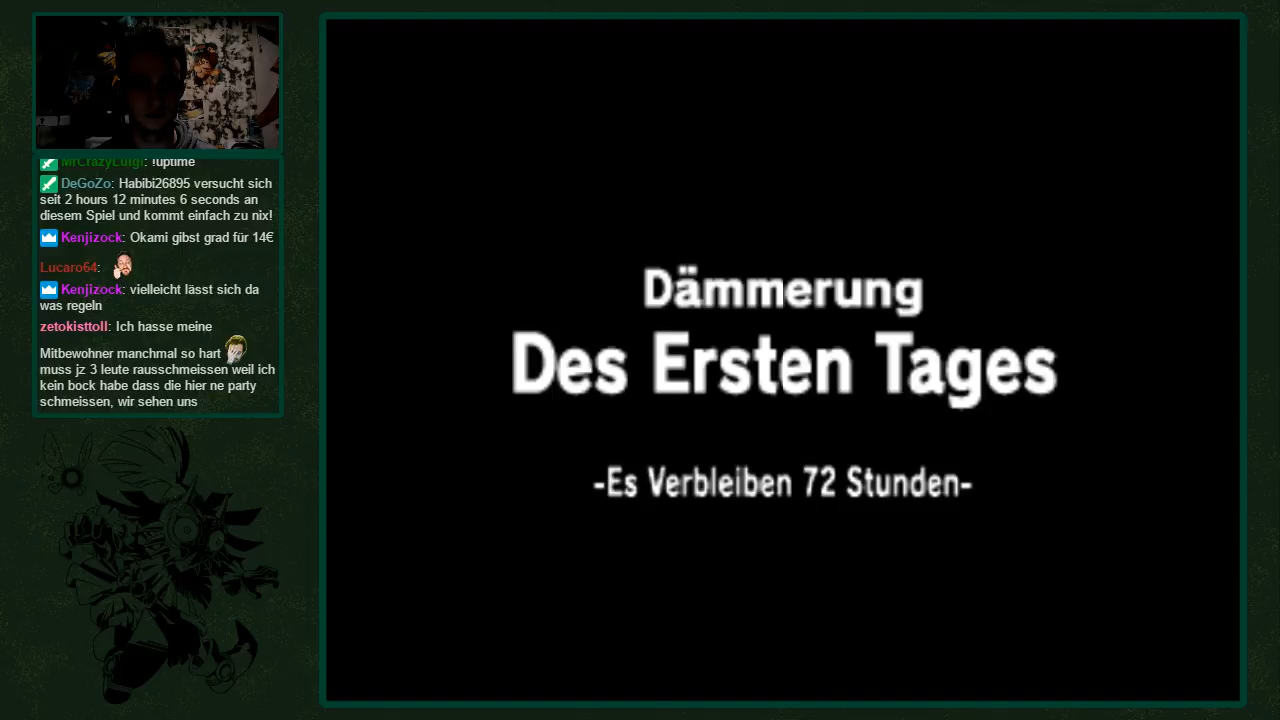 MrCrazyLuigi: !uptime
DeGoZo: Habibi26895 versucht sich
seit 2 hours 12 minutes 6 seconds an
diesem Spiel und kommt einfach zu nix!
Kenjizock: Okami gibst grad für 14€
Lucaro64:
Kenjizock: vielleicht lässt sich da
was regeln
zetokisttoll: Ich hasse meine
Mitbewohner manchmal so hart
muss jz 3 leute rausschmeissen weil ich
kein bock habe dass die hier ne party
schmeissen, wir sehen uns
Dämmerung
Des Ersten Tages
-Es Verbleiben 72 Stunden-